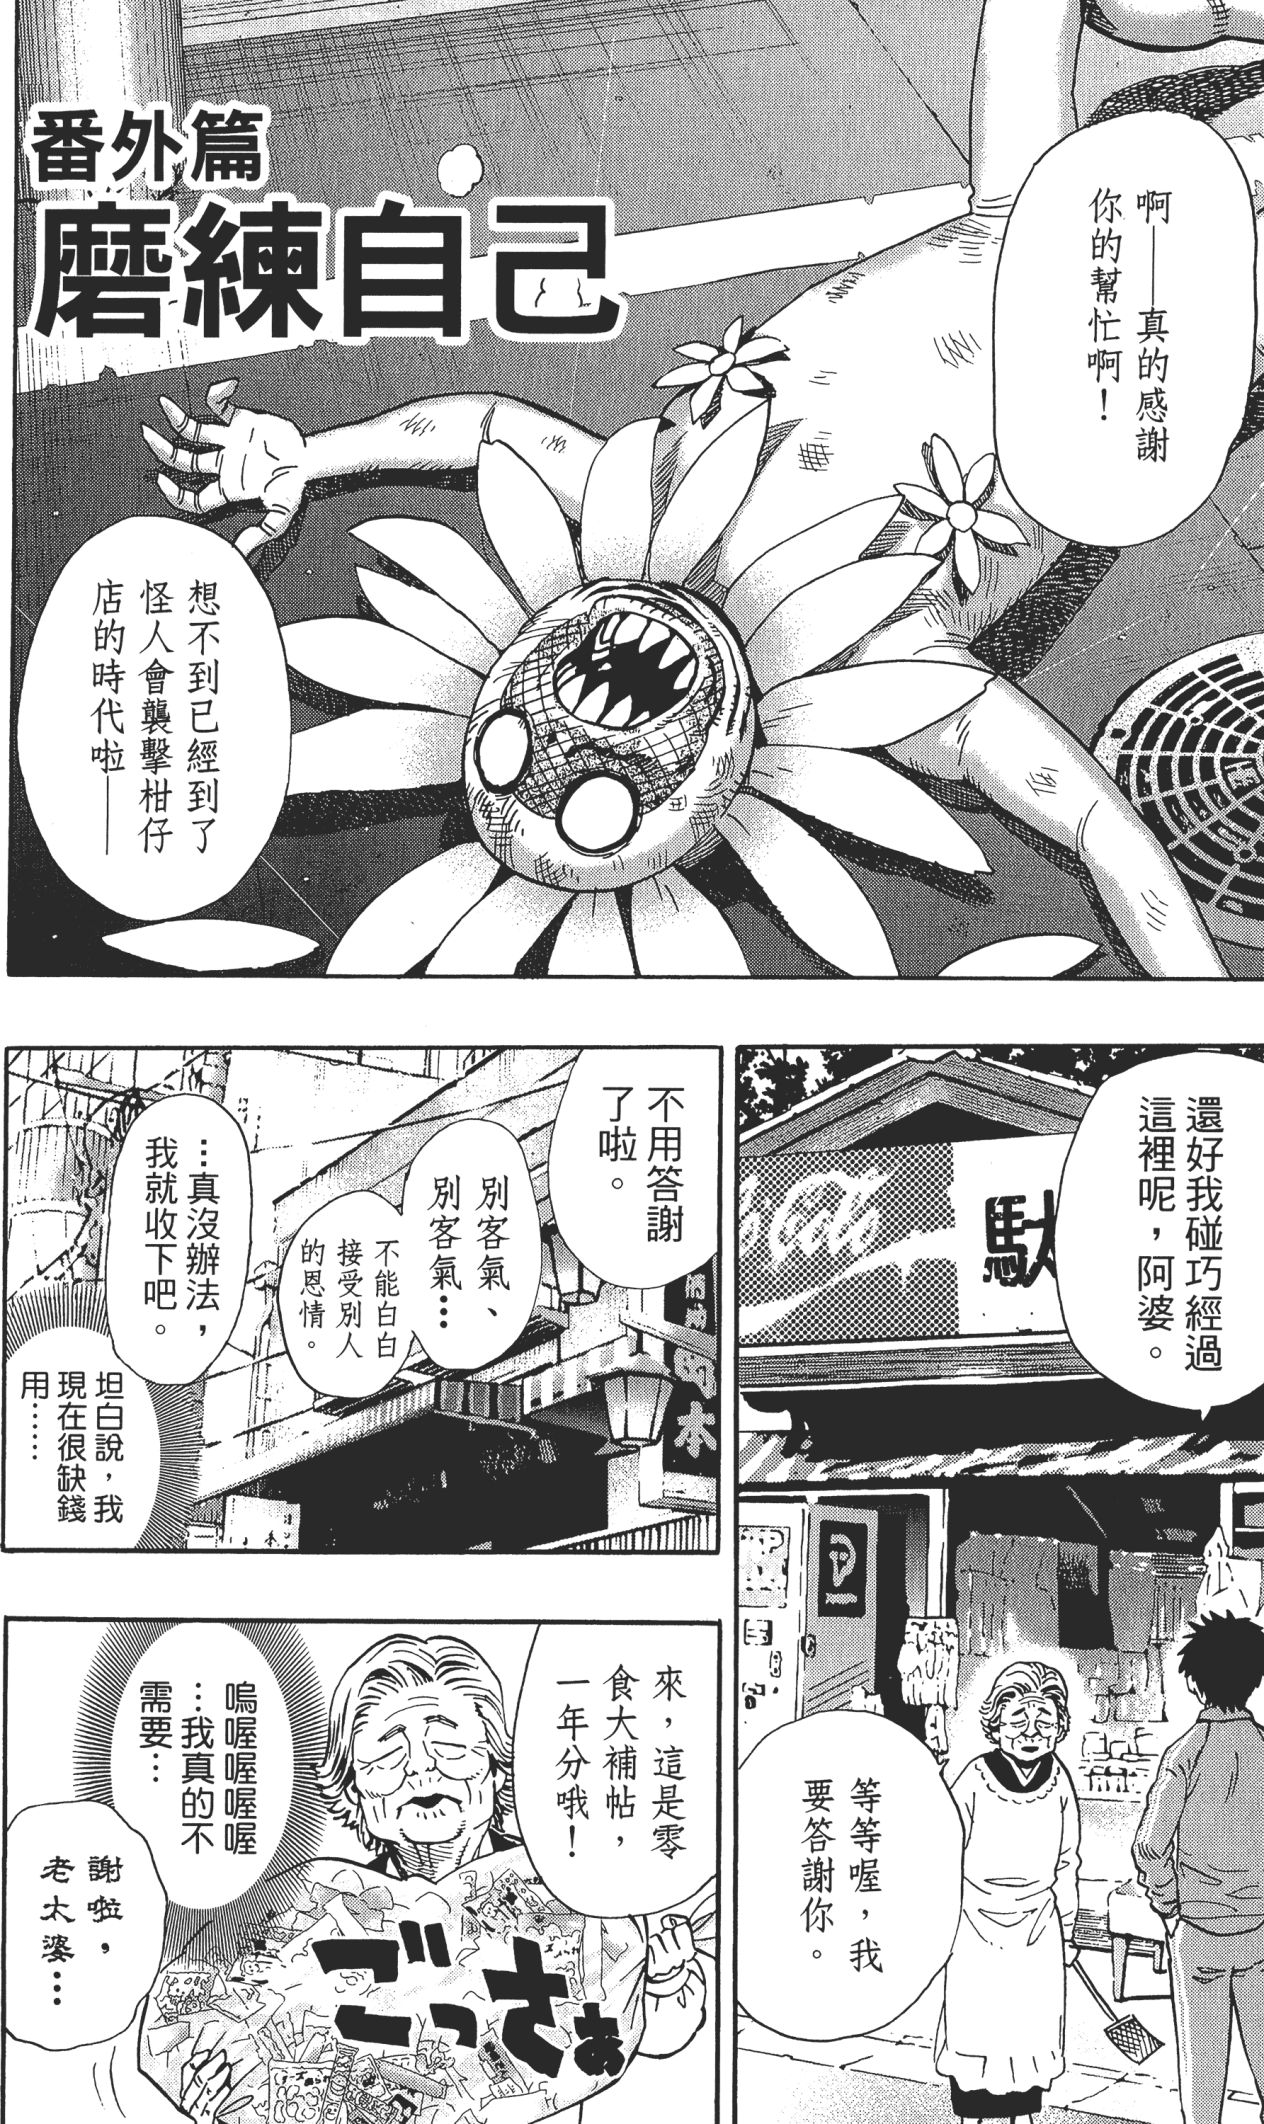 番外篇
磨練自己
啊——真的感謝
你的幫忙啊！
想不到已經到了
怪人會襲擊柑仔
店的時代啦——
還好我碰巧經過
這裡呢，阿婆。
駄
等等喔，我
要答謝你。
不用答謝
了啦。
別客氣、
別客氣…
不能白白
接受別人
的恩情。
…真沒辦法，
我就收下吧。
坦白說，我
現在很缺錢
用……
本
P
來，這是零
食大補帖，
一年分哦！
嗚喔喔喔喔
…我真的不
需要…
ごっさぁ
謝啦，
老太婆…